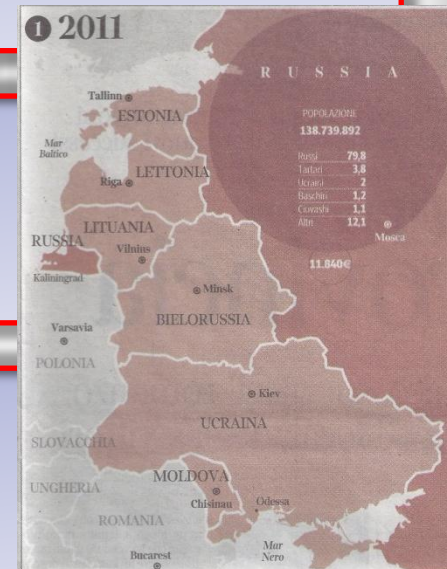 1 2011
RUSSIA
POPOLAZIONE
138.739.892
Russi 79,8
Tartari 3,8
Ucraini 2
Baschiri 1,2
Ciuvashi 1,1
Altri 12,1
Mosca
11.840€
Tallinn
ESTONIA
Mar
Baltico
LETTONIA
Riga
LITUANIA
RUSSIA
Vilnius
Kaliningrad
Minsk
BIELORUSSIA
Varsavia
POLONIA
Kiev
UCRAINA
SLOVACCHIA
MOLDOVA
UNGHERIA
Chisinau
Odessa
ROMANIA
Mar
Nero
Bucarest